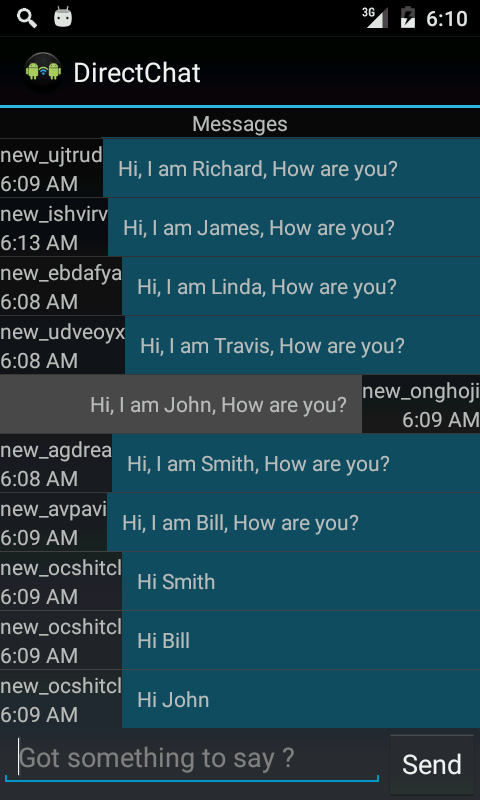 3G 6:10
DirectChat
Messages
new_ujtrud
Hi, I am Richard, How are you?
6:09 AM
new_ishvirv
Hi, I am James, How are you?
6:13 AM
new_ebdafya
Hi, I am Linda, How are you?
6:08 AM
new_udveoyx
Hi, I am Travis, How are you?
6:08 AM
Hi, I am John, How are you?
new_onghoji
6:09 AM
new_agdrea
Hi, I am Smith, How are you?
6:08 AM
new_avpavi
Hi, I am Bill, How are you?
6:09 AM
new_ocshitcl
Hi Smith
6:09 AM
new_ocshitcl
Hi Bill
6:09 AM
new_ocshitcl
Hi John
6:09 AM
Got something to say ?
Send